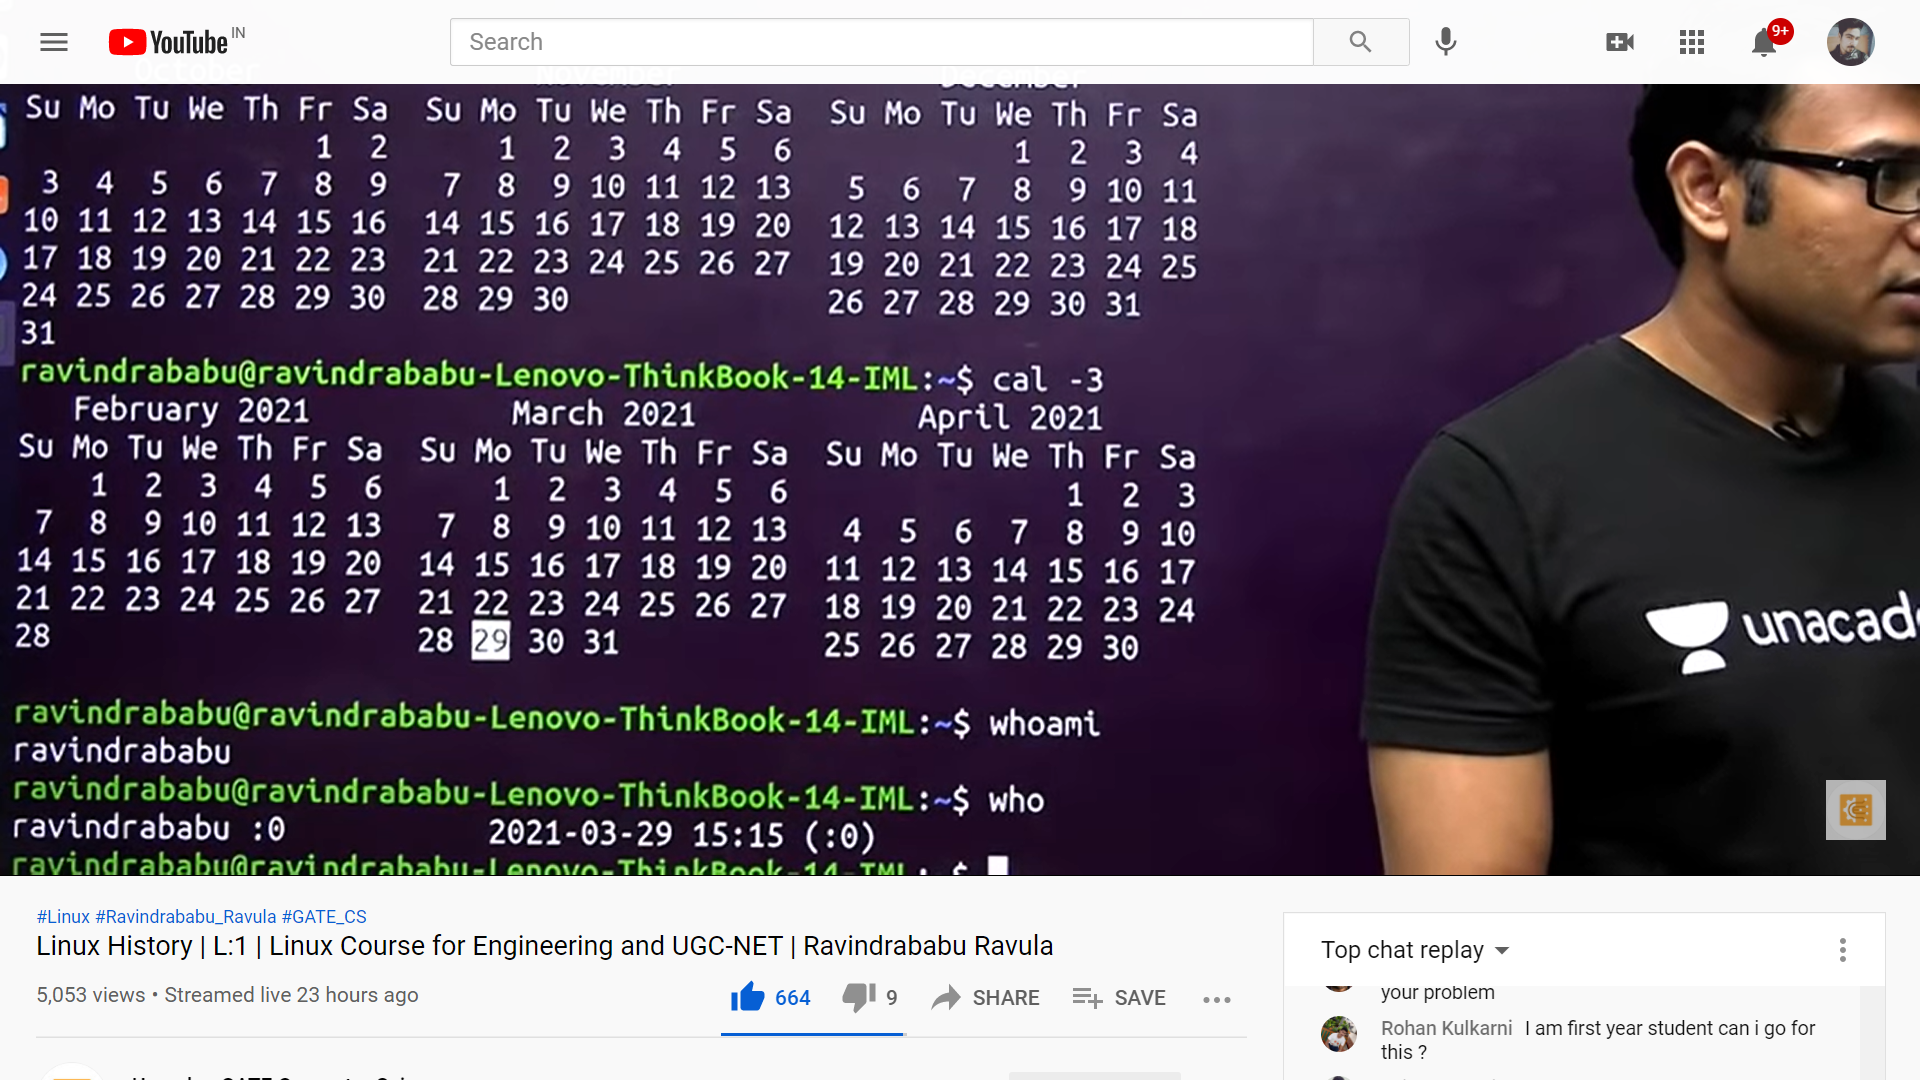 YouTube IN
Search
9+
October November December
Su Mo Tu We Th Fr Sa Su Mo Tu We Th Fr Sa Su Mo Tu We Th Fr Sa
1 2 1 2 3 4 5 6 1 2 3 4
3 4 5 6 7 8 9 7 8 9 10 11 12 13 5 6 7 8 9 10 11
10 11 12 13 14 15 16 14 15 16 17 18 19 20 12 13 14 15 16 17 18
17 18 19 20 21 22 23 21 22 23 24 25 26 27 19 20 21 22 23 24 25
24 25 26 27 28 29 30 28 29 30 26 27 28 29 30 31
31
ravindrababu@ravindrababu-Lenovo-ThinkBook-14-IML:~$ cal -3
February 2021 March 2021 April 2021
Su Mo Tu We Th Fr Sa Su Mo Tu We Th Fr Sa Su Mo Tu We Th Fr Sa
1 2 3 4 5 6 1 2 3 4 5 6 1 2 3
7 8 9 10 11 12 13 7 8 9 10 11 12 13 4 5 6 7 8 9 10
14 15 16 17 18 19 20 14 15 16 17 18 19 20 11 12 13 14 15 16 17
21 22 23 24 25 26 27 21 22 23 24 25 26 27 18 19 20 21 22 23 24
28 28 29 30 31 25 26 27 28 29 30
ravindrababu@ravindrababu-Lenovo-ThinkBook-14-IML:~$ whoami
ravindrababu
ravindrababu@ravindrababu-Lenovo-ThinkBook-14-IML:~$ who
ravindrababu :0 2021-03-29 15:15 (:0)
ravindrababu@ravindrababu-Lenovo-ThinkBook-14-IML:~$
unacade
#Linux #Ravindrababu_Ravula #GATE_CS
Linux History | L:1 | Linux Course for Engineering and UGC-NET | Ravindrababu Ravula
5,053 views • Streamed live 23 hours ago
664 9 SHARE SAVE
Top chat replay
your problem
Rohan Kulkarni I am first year student can i go for
this ?